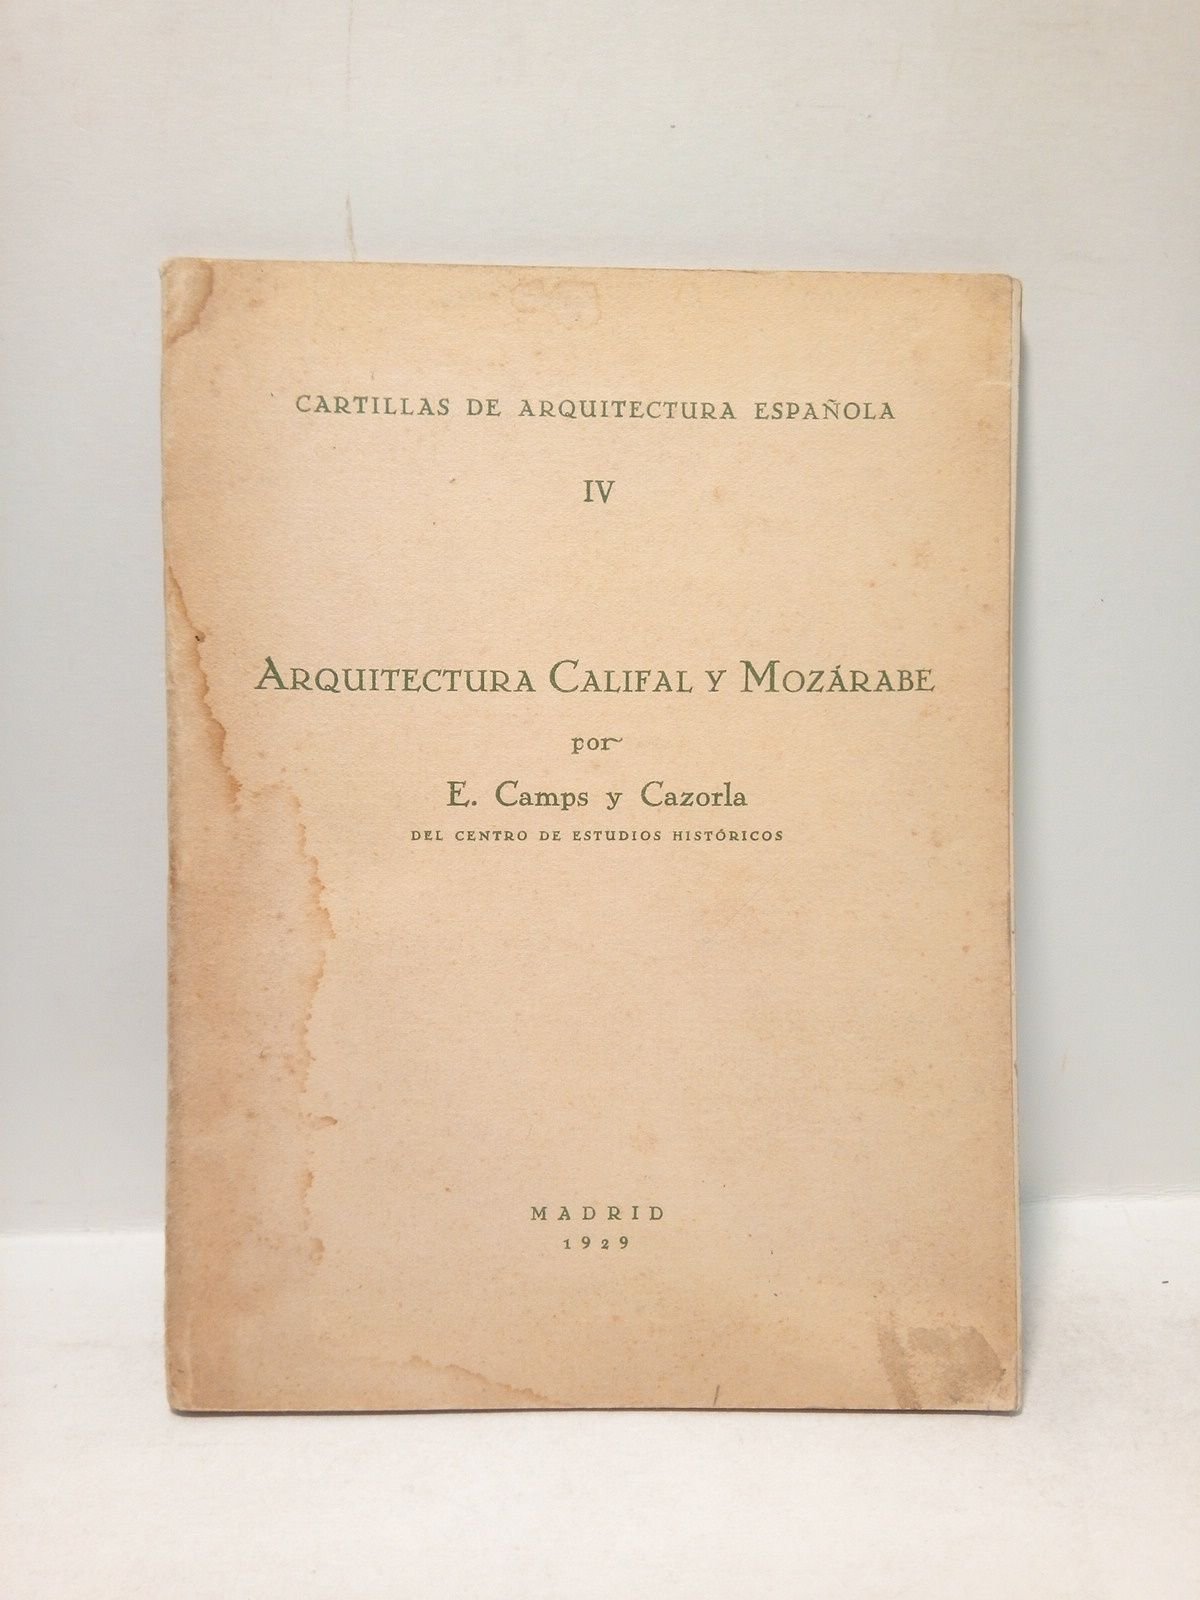 CARTILLAS DE ARQUITECTURA ESPAÑOLA
IV
ARQUITECTURA CALIFAL Y MOZÁRABE
por
E. Camps y Cazorla
DEL CENTRO DE ESTUDIOS HISTÓRICOS
MADRID
1929